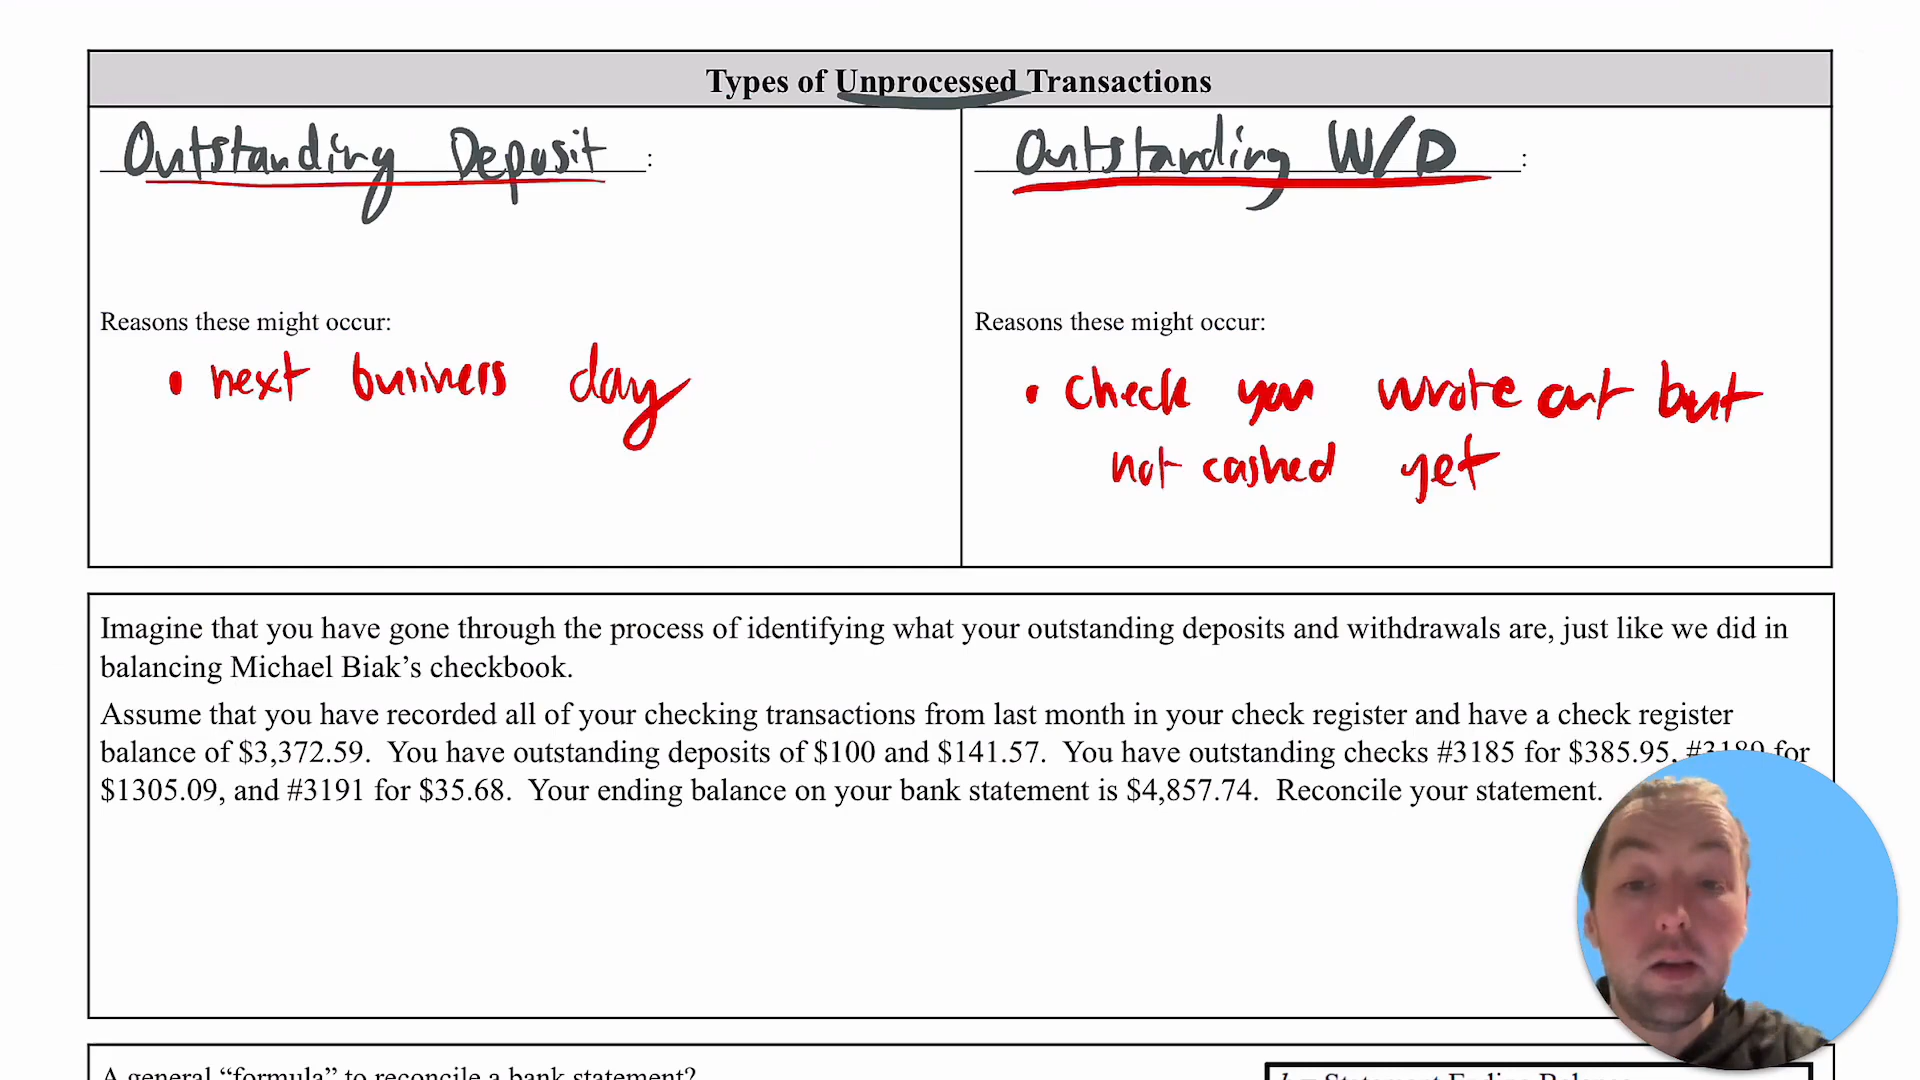 Types of Unprocessed Transactions
Outstanding Deposit :
Outstanding W/D :
Reasons these might occur:
• next business day
Reasons these might occur:
• Check you wrote out but
not cashed yet
Imagine that you have gone through the process of identifying what your outstanding deposits and withdrawals are, just like we did in
balancing Michael Biak’s checkbook.
Assume that you have recorded all of your checking transactions from last month in your check register and have a check register
balance of $3,372.59. You have outstanding deposits of $100 and $141.57. You have outstanding checks #3185 for $385.95, #3189 for
$1305.09, and #3191 for $35.68. Your ending balance on your bank statement is $4,857.74. Reconcile your statement.
A general “formula” to reconcile a bank statement?
b = Statement Ending Balance